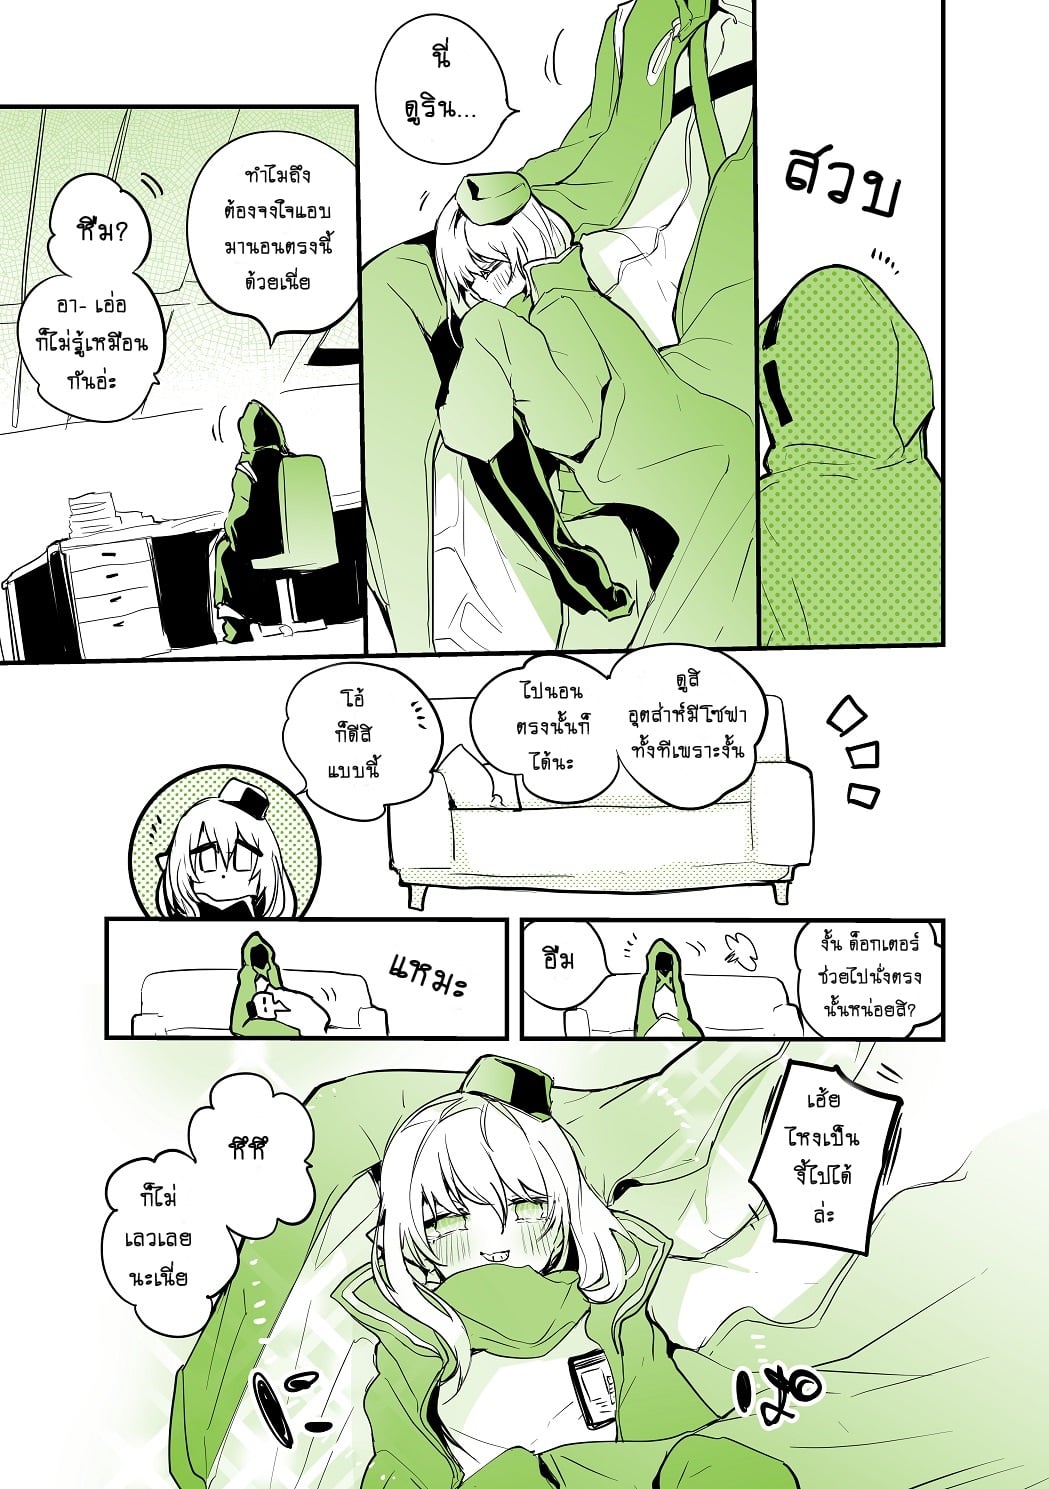 สวบ
นี่
ดูริน...
ทำไมถึง
ต้องจงใจแอบ
มานอนตรงนี้
ด้วยเนี่ย
หืม?
อา- เอ่อ
ก็ไม่รู้เหมือน
กันอ่ะ
ดูสิ
อุตส่าห์มีโซฟา
ทั้งทีเพราะงั้น
ไปนอน
ตรงนั้นก็
ได้นะ
โอ้
ก็ดีสิ
แบบนี้
งั้น ด็อกเตอร์
ช่วยไปนั่งตรง
นั้นหน่อยสิ?
อืม
แหมะ
เฮ้ย
ไหงเป็น
งี้ไปได้
ล่ะ
หึหึ
ก็ไม่
เลวเลย
นะเนี่ย